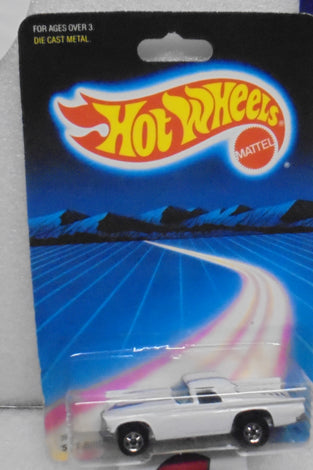 FOR AGES OVER 3.
DIE CAST METAL.
HOT WHEELS®
MATTEL